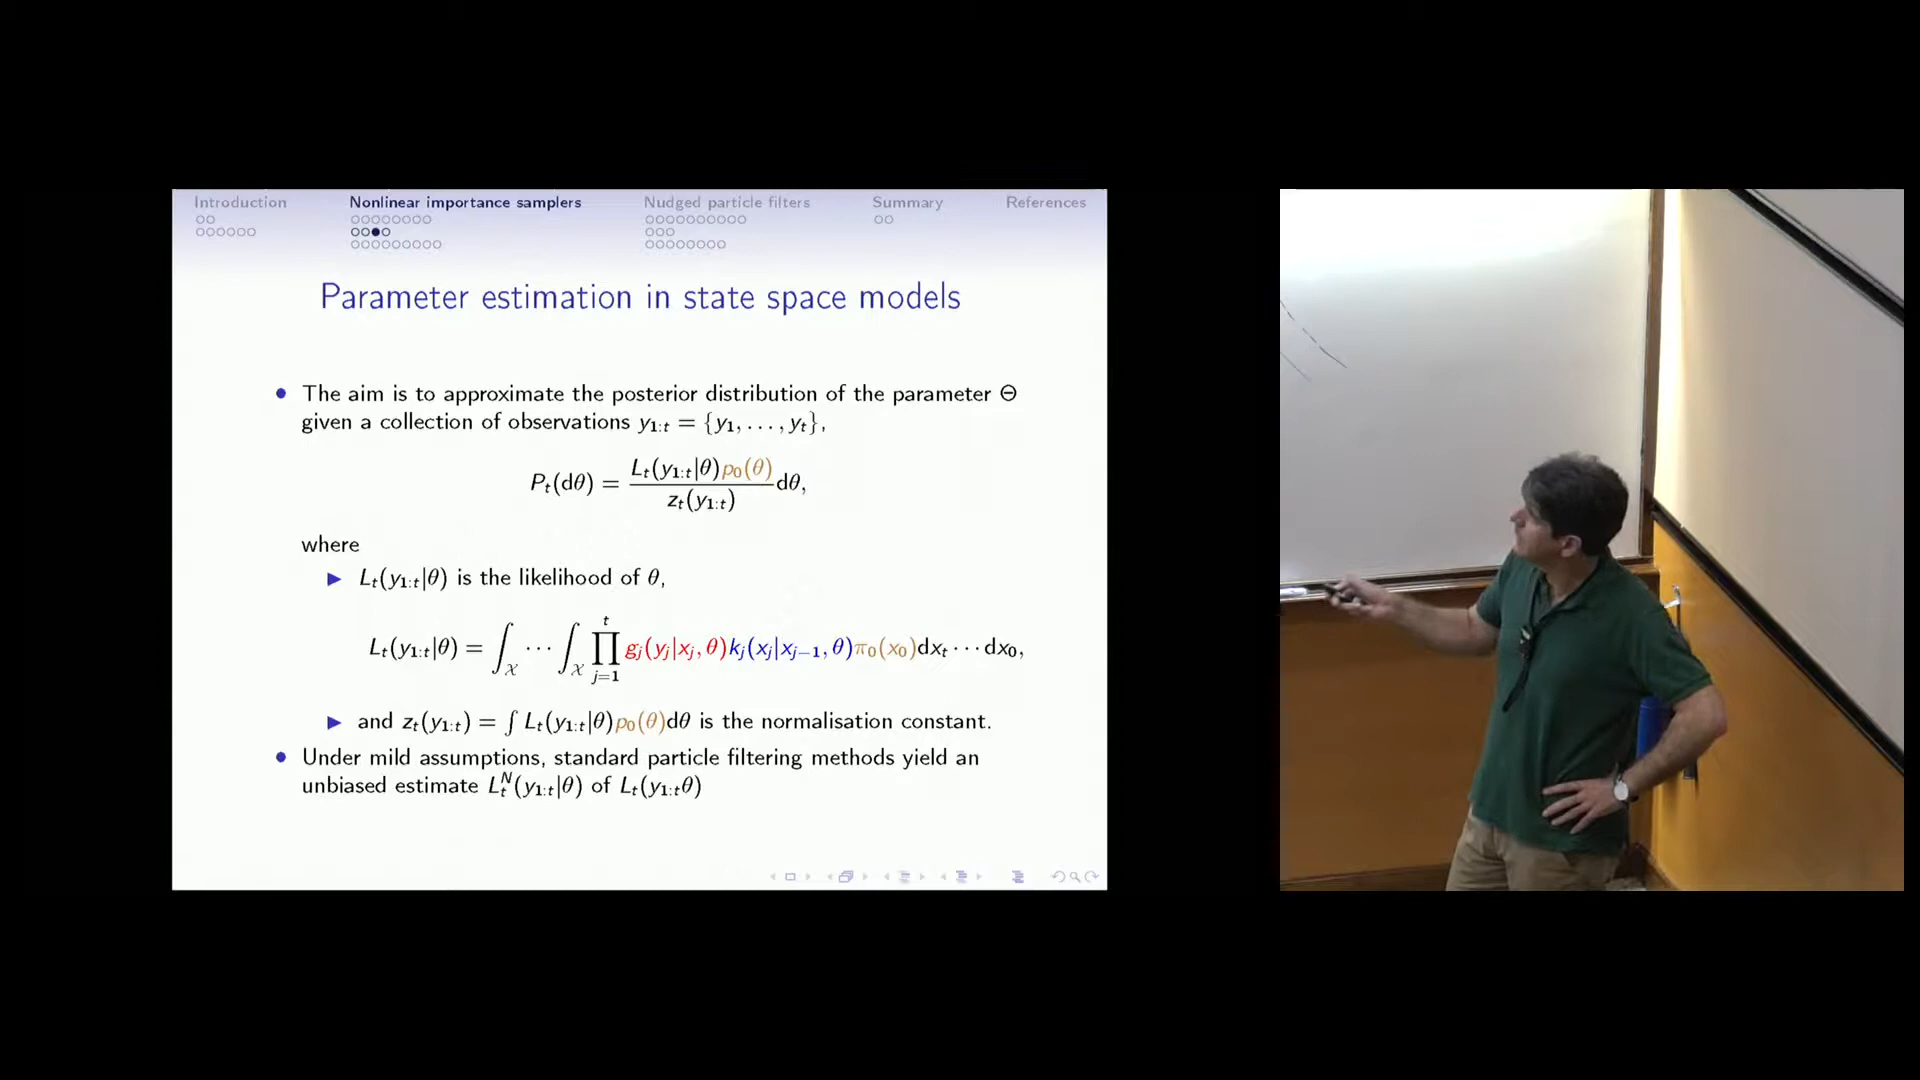 Introduction
Nonlinear importance samplers
Nudged particle filters
Summary
References
Parameter estimation in state space models
• The aim is to approximate the posterior distribution of the parameter Θ
given a collection of observations y₁:ₜ = {y₁, . . . , yₜ},
Pₜ(dθ) = Lₜ(y₁:ₜ|θ)p₀(θ) / zₜ(y₁:ₜ) dθ,
where
▶ Lₜ(y₁:ₜ|θ) is the likelihood of θ,
Lₜ(y₁:ₜ|θ) = ∫_𝒳 ··· ∫_𝒳 ∏_{j=1}^{t} gⱼ(yⱼ|xⱼ, θ)kⱼ(xⱼ|xⱼ₋₁, θ)π₀(x₀)dxₜ ··· dx₀,
▶ and zₜ(y₁:ₜ) = ∫ Lₜ(y₁:ₜ|θ)p₀(θ)dθ is the normalisation constant.
• Under mild assumptions, standard particle filtering methods yield an
unbiased estimate Lₜᴺ(y₁:ₜ|θ) of Lₜ(y₁:ₜθ)